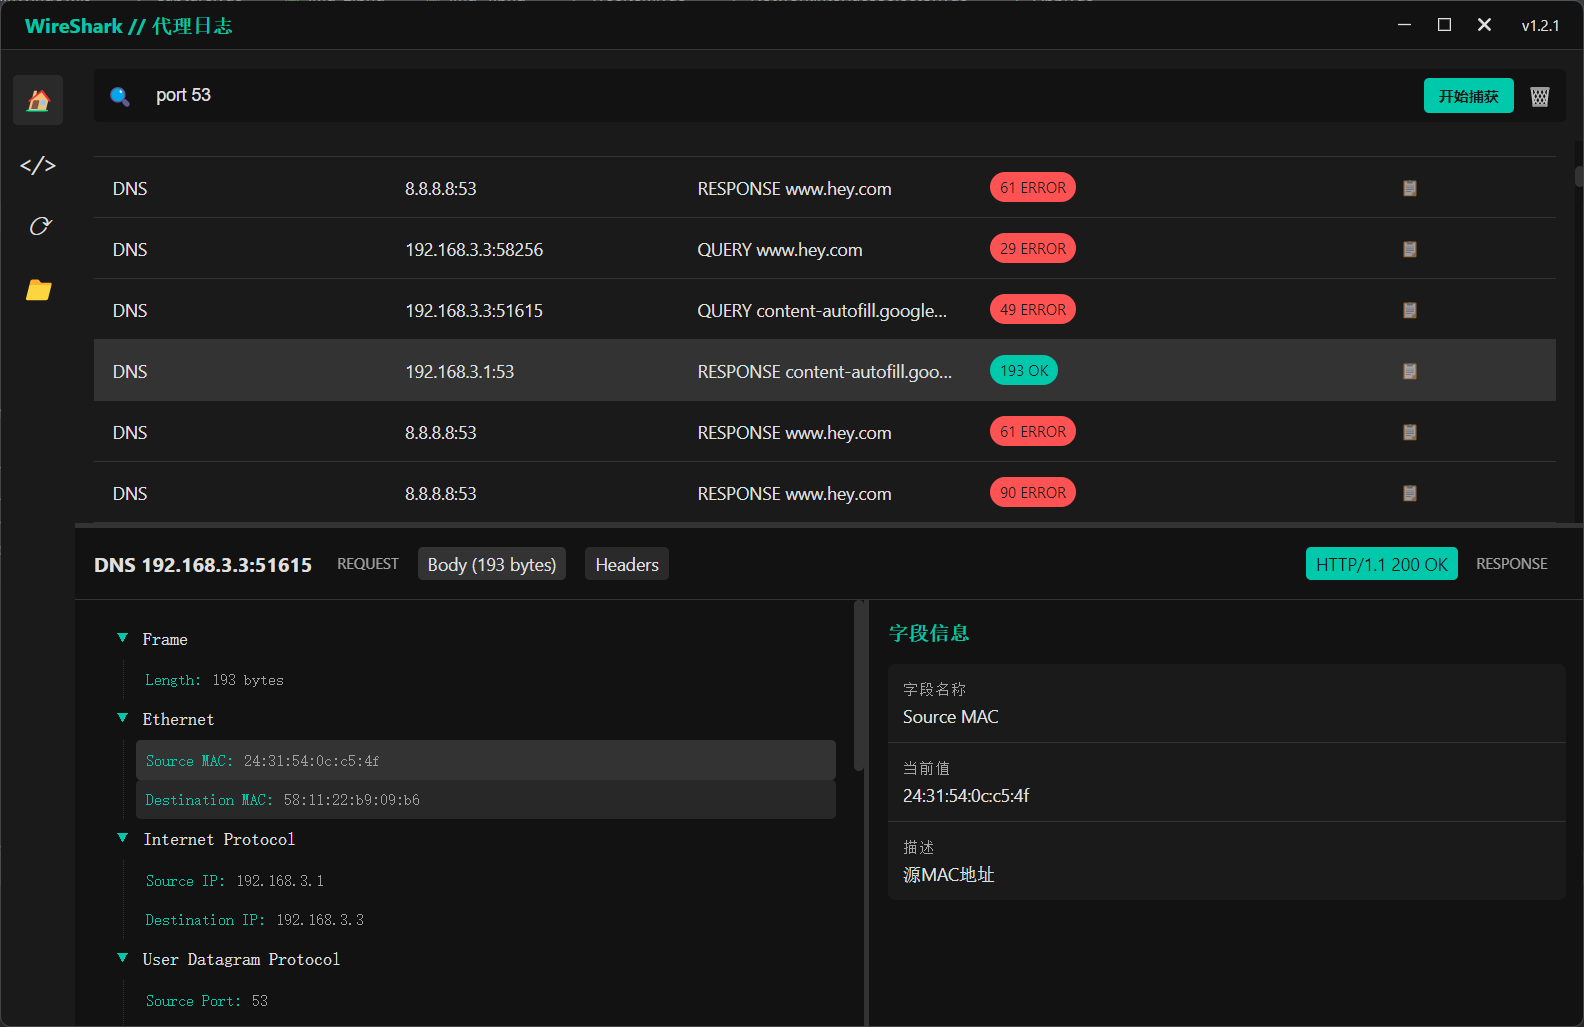 WireShark // 代理日志
v1.2.1
port 53
开始捕获
</>
DNS 8.8.8.8:53 RESPONSE www.hey.com 61 ERROR
DNS 192.168.3.3:58256 QUERY www.hey.com 29 ERROR
DNS 192.168.3.3:51615 QUERY content-autofill.google... 49 ERROR
DNS 192.168.3.1:53 RESPONSE content-autofill.goo... 193 OK
DNS 8.8.8.8:53 RESPONSE www.hey.com 61 ERROR
DNS 8.8.8.8:53 RESPONSE www.hey.com 90 ERROR
DNS 192.168.3.3:51615 REQUEST Body (193 bytes) Headers HTTP/1.1 200 OK RESPONSE
Frame
Length: 193 bytes
Ethernet
Source MAC: 24:31:54:0c:c5:4f
Destination MAC: 58:11:22:b9:09:b6
Internet Protocol
Source IP: 192.168.3.1
Destination IP: 192.168.3.3
User Datagram Protocol
Source Port: 53
字段信息
字段名称
Source MAC
当前值
24:31:54:0c:c5:4f
描述
源MAC地址